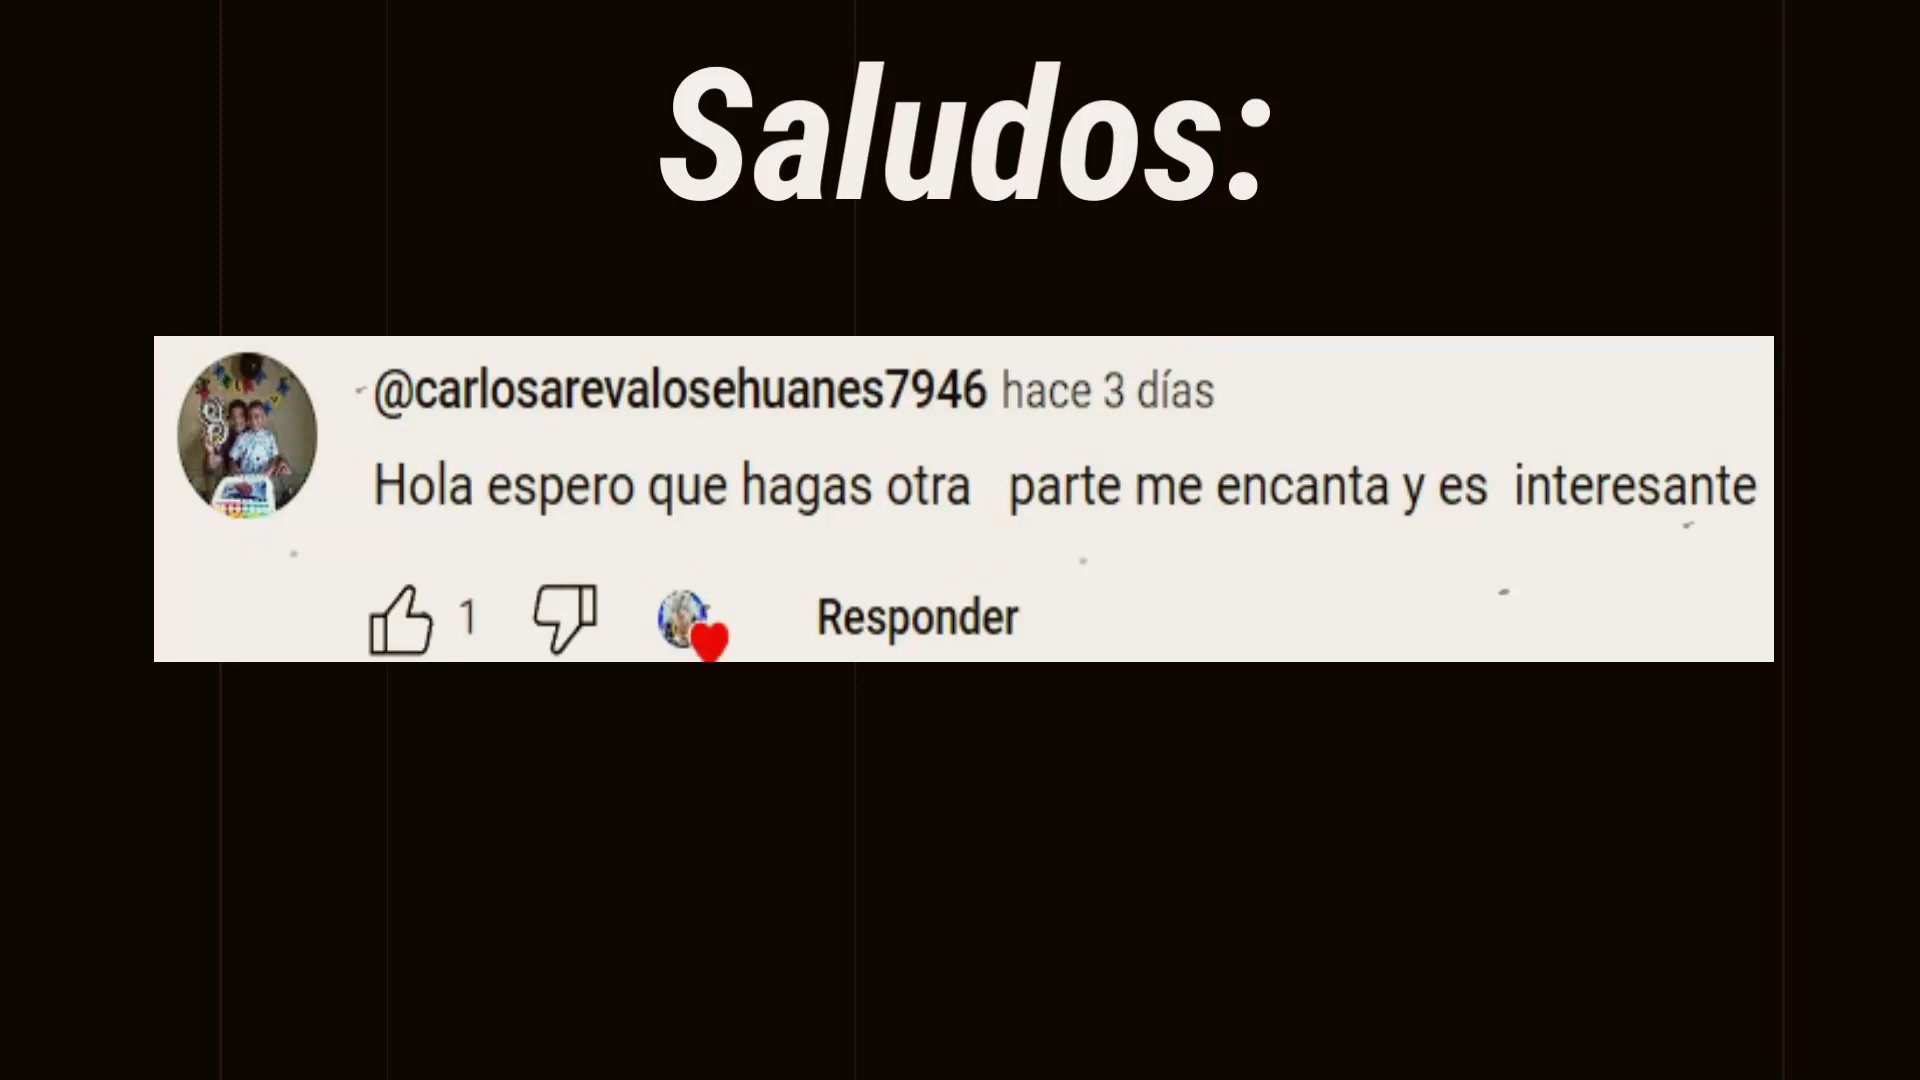 Saludos:
@carlosarevalosehuanes7946 hace 3 días
Hola espero que hagas otra parte me encanta y es interesante
1 Responder